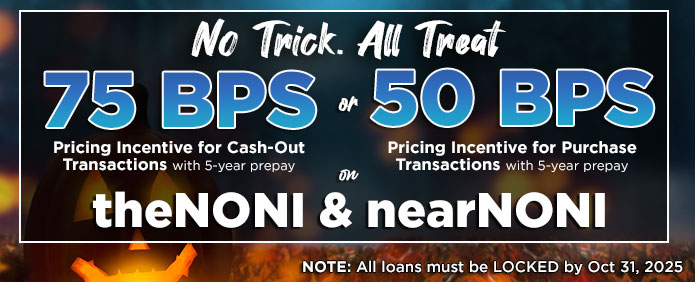 No Trick. All Treat
75 BPS or 50 BPS
Pricing Incentive for Cash-Out
Transactions with 5-year prepay
Pricing Incentive for Purchase
Transactions with 5-year prepay
on
theNONI & nearNONI
NOTE: All loans must be LOCKED by Oct 31, 2025